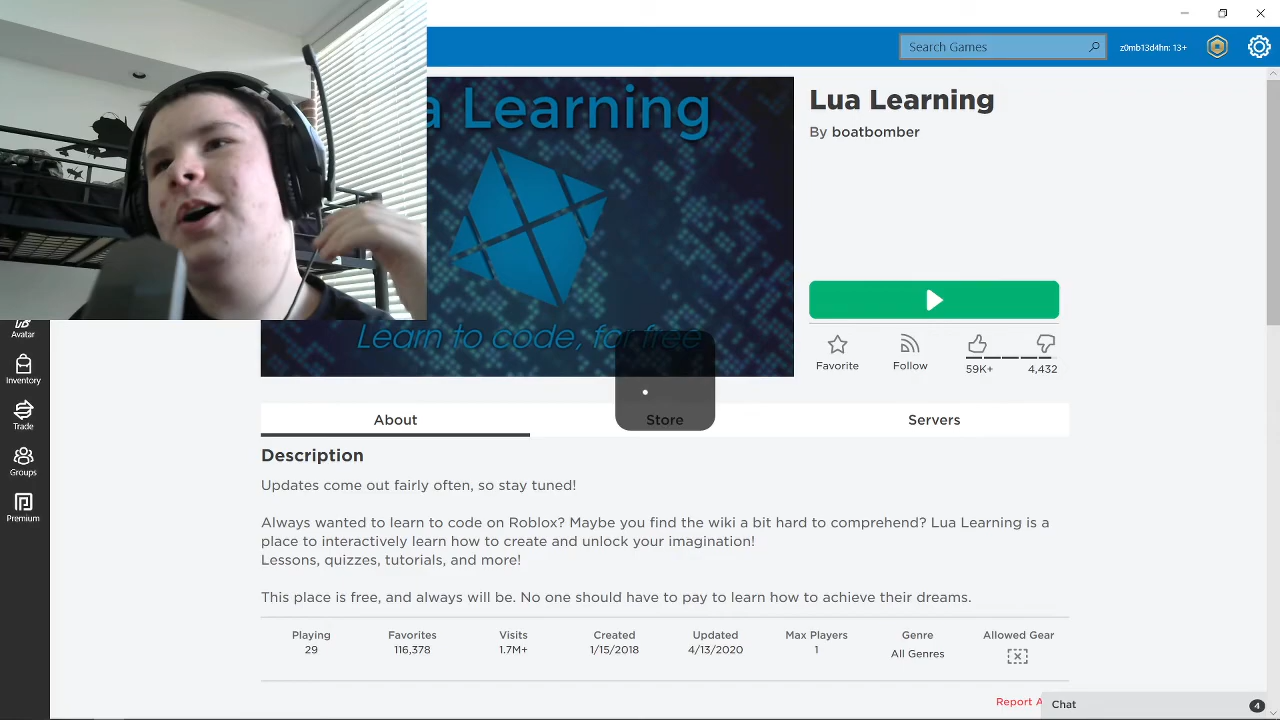 Search Games
z0mb13d4hn: 13+
a Learning
Learn to code, for free
Lua Learning
By boatbomber
Favorite
Follow
59K+
4,432
Avatar
Inventory
Trade
Groups
Premium
About
Store
Servers
Description
Updates come out fairly often, so stay tuned!
Always wanted to learn to code on Roblox? Maybe you find the wiki a bit hard to comprehend? Lua Learning is a
place to interactively learn how to create and unlock your imagination!
Lessons, quizzes, tutorials, and more!
This place is free, and always will be. No one should have to pay to learn how to achieve their dreams.
Playing
Favorites
Visits
Created
Updated
Max Players
Genre
Allowed Gear
29
116,378
1.7M+
1/15/2018
4/13/2020
1
All Genres
Report A
Chat
4